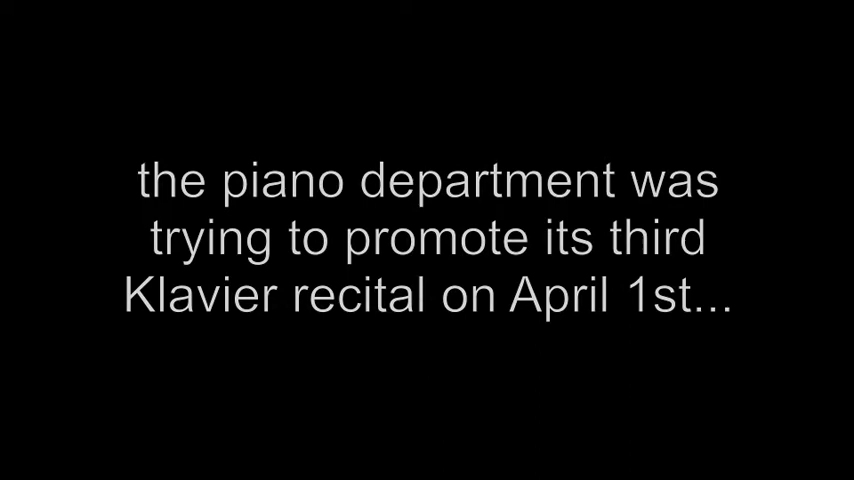 the piano department was
trying to promote its third
Klavier recital on April 1st...